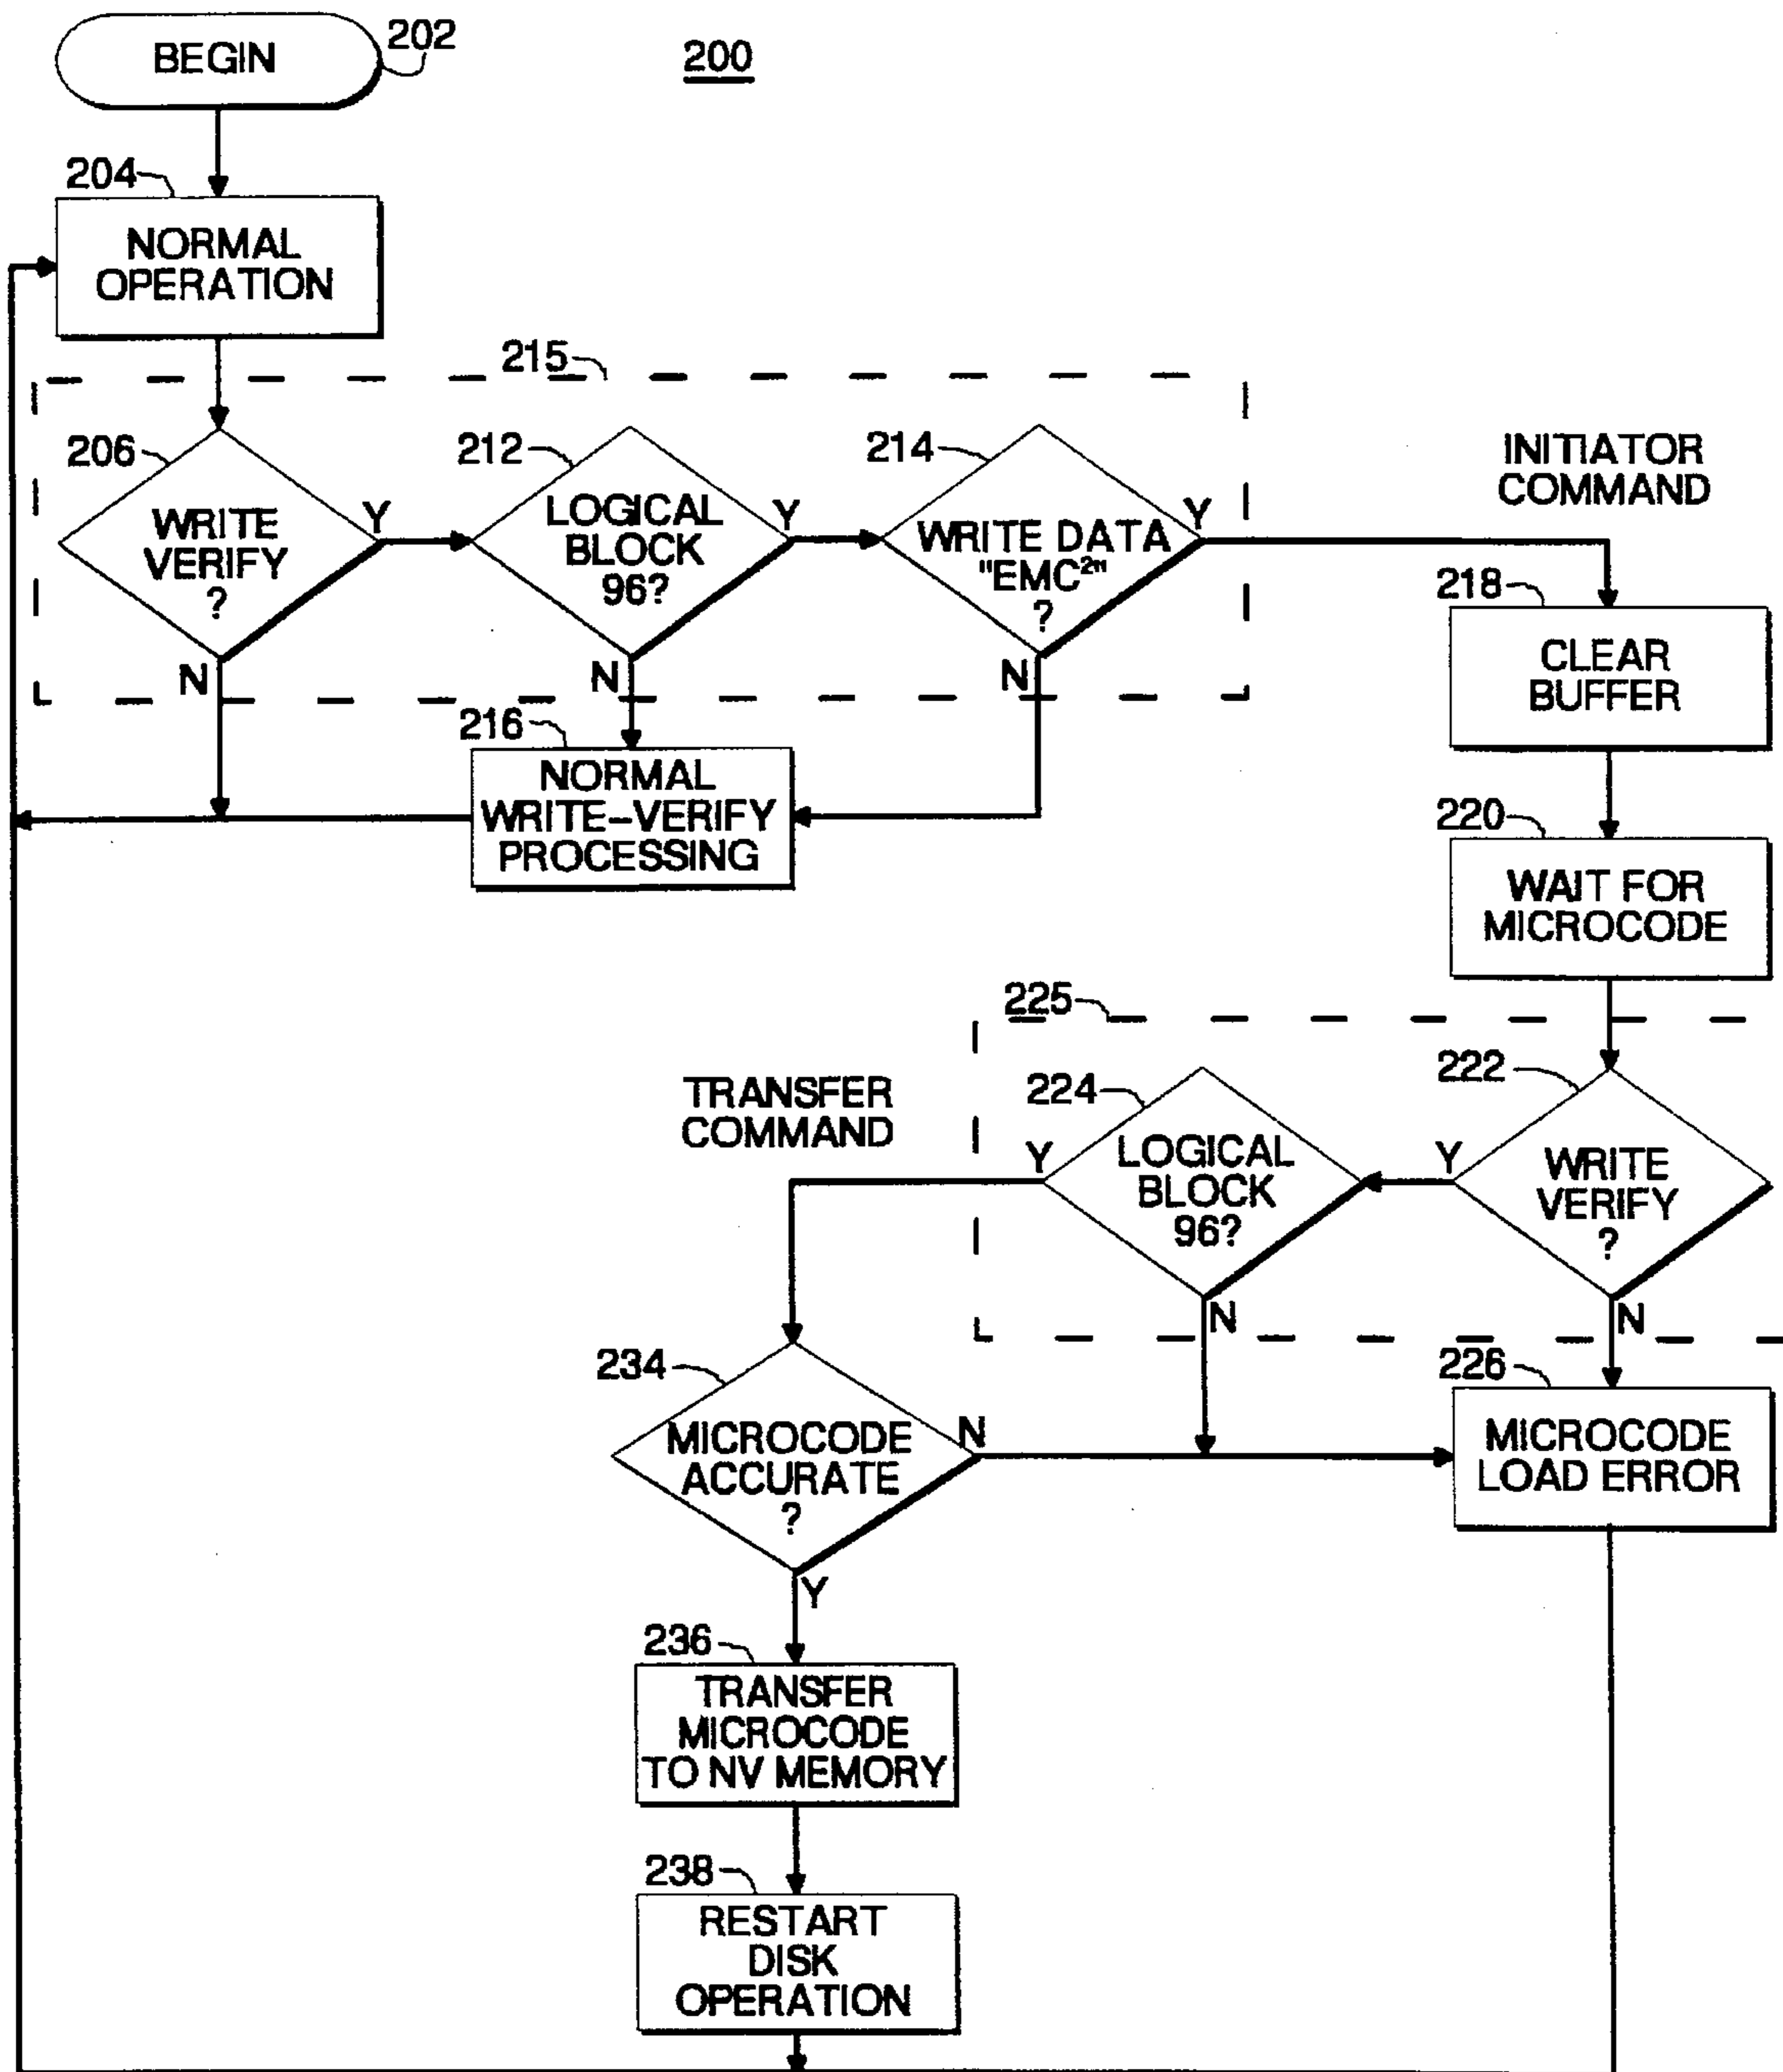 BEGIN
202
200
204
NORMAL
OPERATION
215
206
WRITE
VERIFY
?
Y
N
212
LOGICAL
BLOCK
96?
Y
N
214
WRITE DATA
"EMC²"
?
Y
N
INITIATOR
COMMAND
216
NORMAL
WRITE-VERIFY
PROCESSING
218
CLEAR
BUFFER
220
WAIT FOR
MICROCODE
225
222
WRITE
VERIFY
?
Y
N
224
LOGICAL
BLOCK
96?
Y
N
TRANSFER
COMMAND
234
MICROCODE
ACCURATE
?
N
Y
226
MICROCODE
LOAD ERROR
236
TRANSFER
MICROCODE
TO NV MEMORY
238
RESTART
DISK
OPERATION